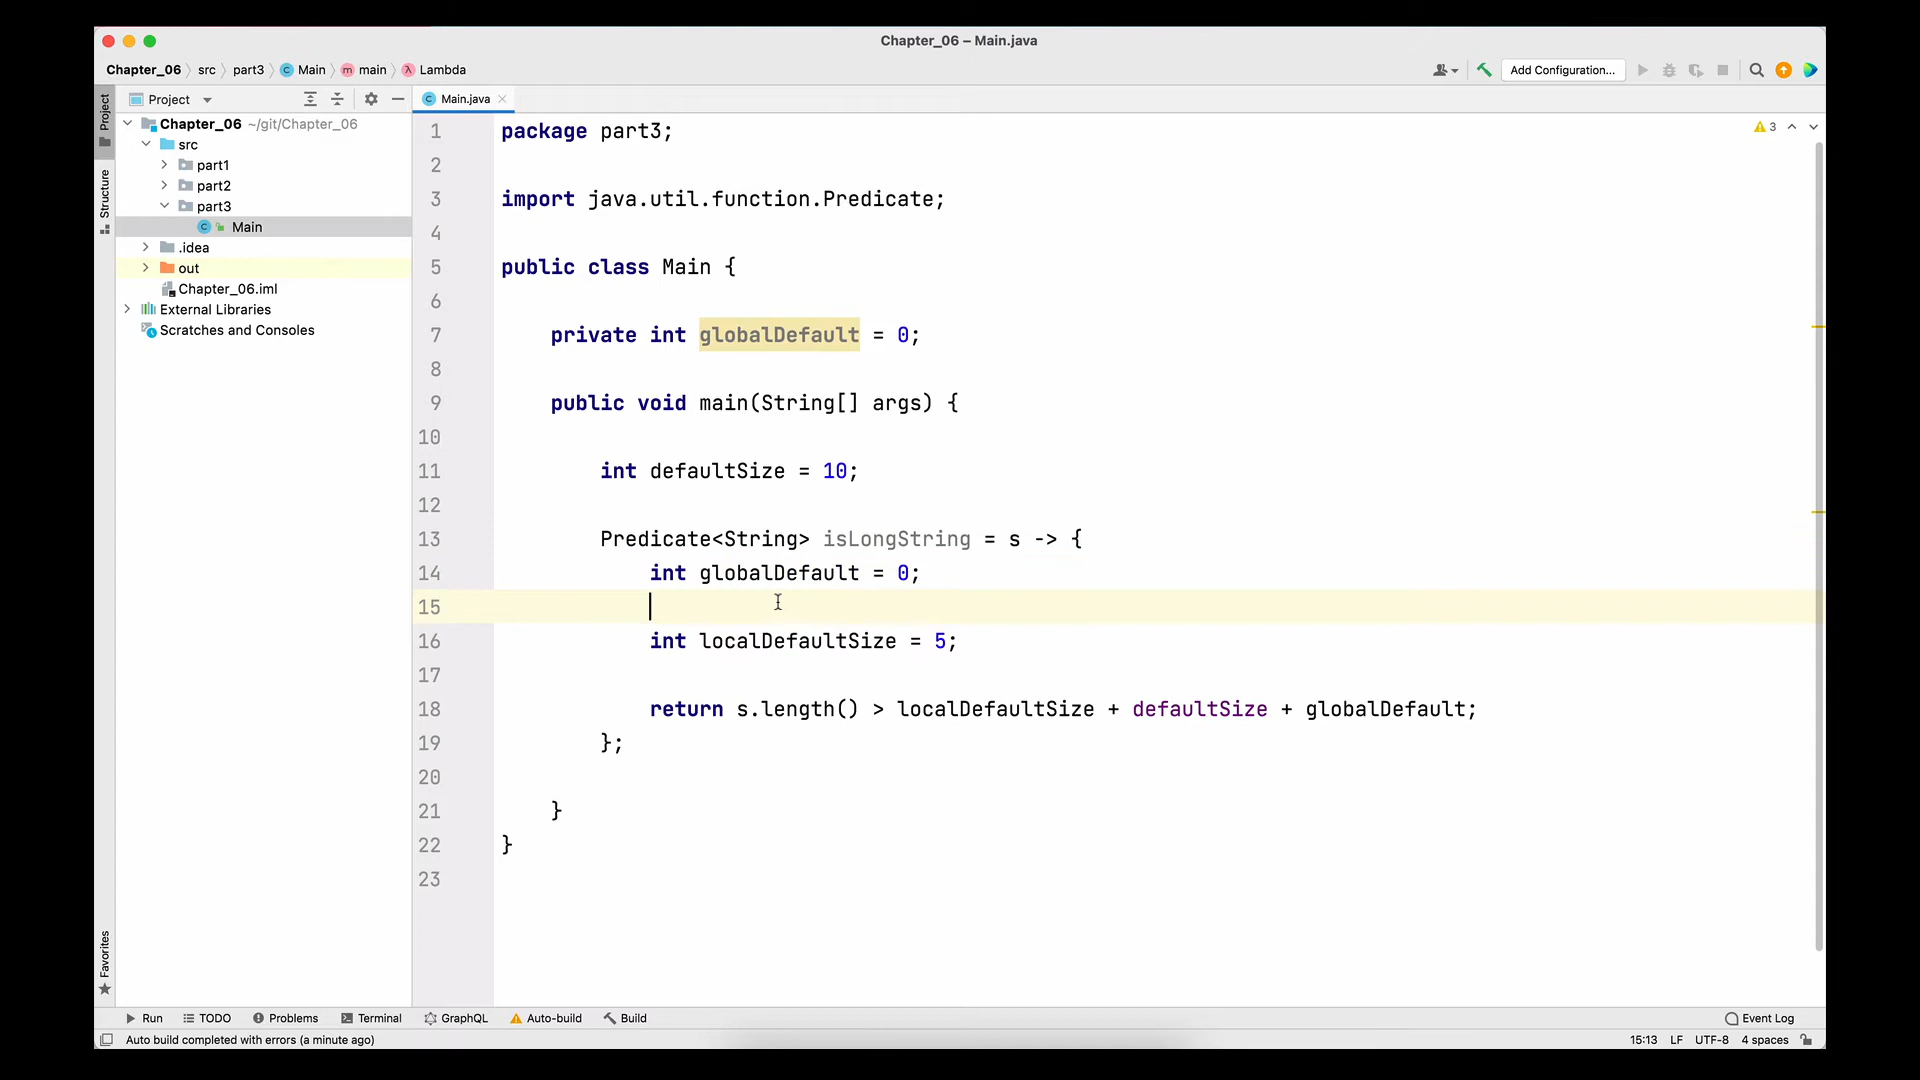 Chapter_06 – Main.java
Chapter_06 src part3 Main main Lambda
Add Configuration...
Project
Main.java
3
Project
Structure
Favorites
Chapter_06 ~/git/Chapter_06
src
part1
part2
part3
Main
.idea
out
Chapter_06.iml
External Libraries
Scratches and Consoles
1 package part3;
2
3 import java.util.function.Predicate;
4
5 public class Main {
6
7 private int globalDefault = 0;
8
9 public void main(String[] args) {
10
11 int defaultSize = 10;
12
13 Predicate<String> isLongString = s -> {
14 int globalDefault = 0;
15
16 int localDefaultSize = 5;
17
18 return s.length() > localDefaultSize + defaultSize + globalDefault;
19 };
20
21 }
22 }
23
Run TODO Problems Terminal GraphQL Auto-build Build Event Log
Auto build completed with errors (a minute ago) 15:13 LF UTF-8 4 spaces